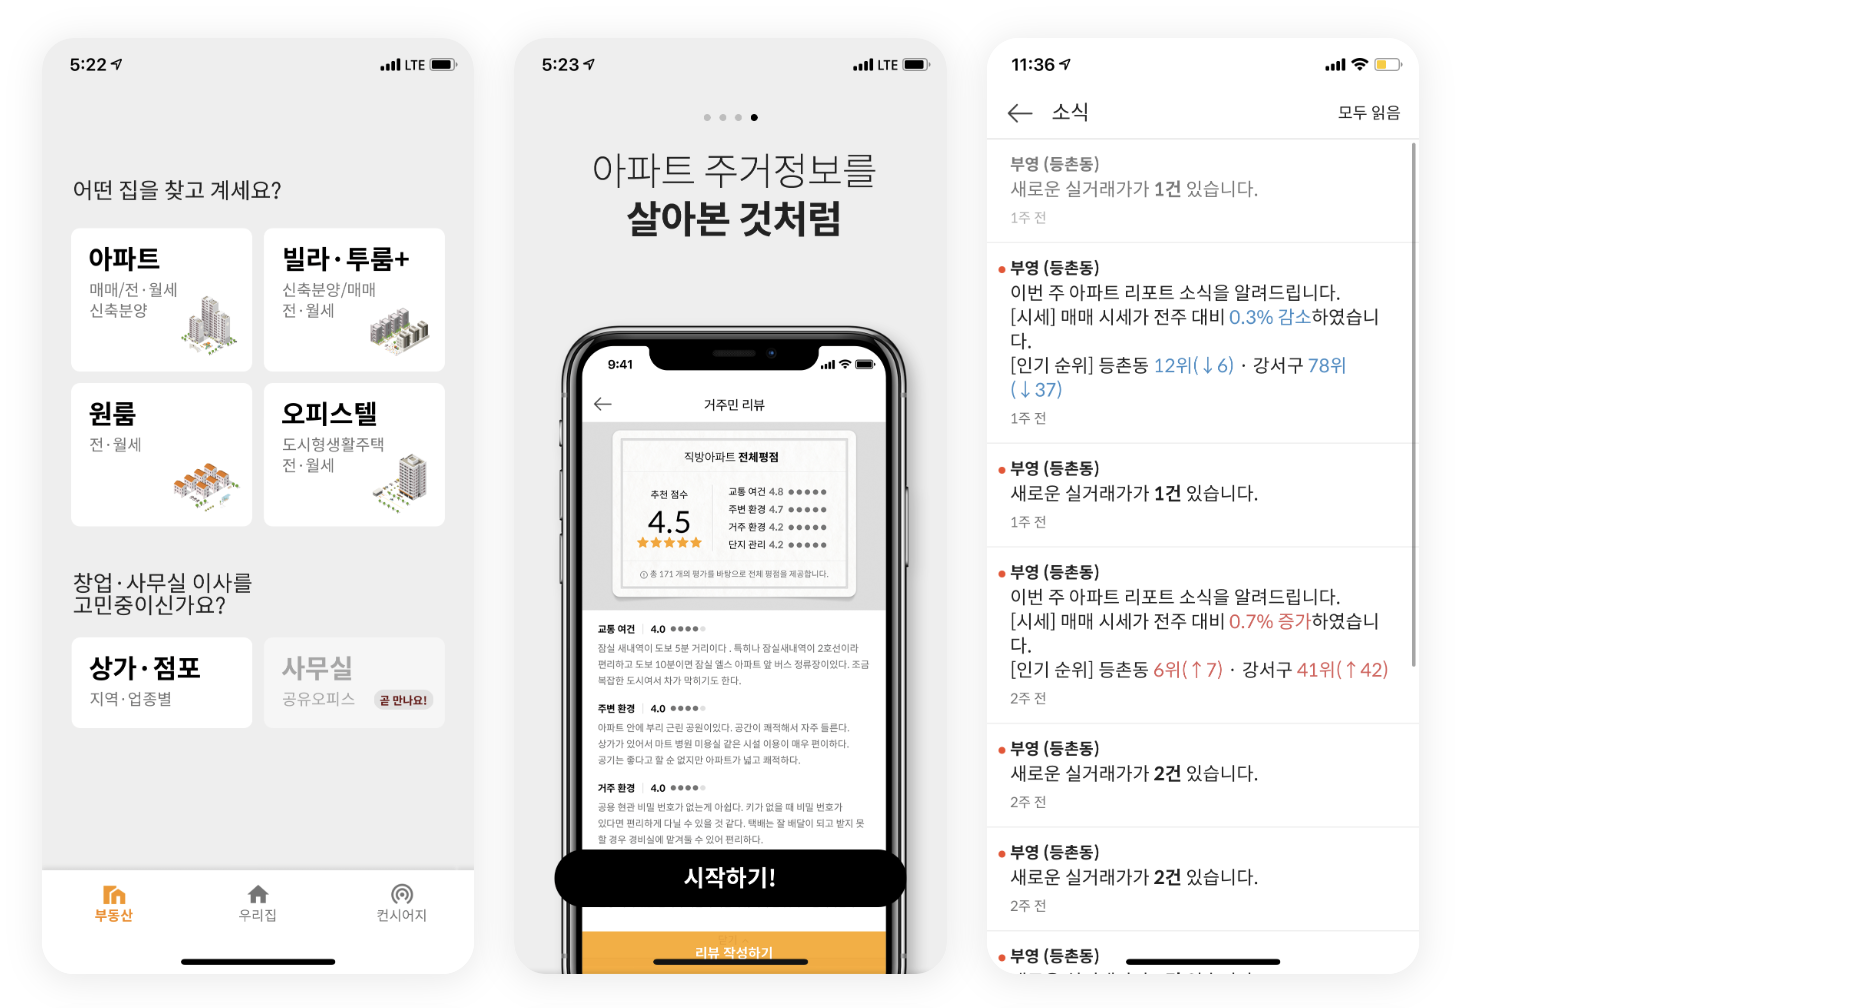 5:22
LTE
어떤 집을 찾고 계세요?
아파트
매매/전·월세
신축분양
빌라·투룸+
신축분양/매매
전·월세
원룸
전·월세
오피스텔
도시형생활주택
전·월세
창업·사무실 이사를
고민중이신가요?
상가·점포
지역·업종별
사무실
공유오피스
곧 만나요!
부동산
우리집
컨시어지
5:23
LTE
아파트 주거정보를
살아본 것처럼
9:41
거주민 리뷰
직방아파트 전체평점
추천 점수
4.5
교통 여건 4.8
주변 환경 4.7
거주 환경 4.2
단지 관리 4.2
총 171 개의 평가를 바탕으로 전체 평점을 제공합니다.
교통 여건 4.0
잠실 새내역이 도보 5분 거리이다 . 특히나 잠실새내역이 2호선이라
편리하고 도보 10분이면 잠실 엘스 아파트 앞 버스 정류장이있다. 조금
복잡한 도시여서 차가 막히기도 한다.
주변 환경 4.0
아파트 안에 부리 근린 공원이있다. 공간이 쾌적해서 자주 들른다.
상가가 있어서 마트 병원 미용실 같은 시설 이용이 매우 편이하다.
공기는 좋다고 할 순 없지만 아파트가 넓고 쾌적하다.
거주 환경 4.0
공용 현관 비밀 번호가 없는게 아쉽다. 키가 없을 때 비밀 번호가
있다면 편리하게 다닐 수 있을 것 같다. 택배는 잘 배달이 되고 받지 못
할 경우 경비실에 맡겨둘 수 있어 편리하다.
시작하기!
리뷰 작성하기
11:36
소식
모두 읽음
부영 (등촌동)
새로운 실거래가가 1건 있습니다.
1주 전
부영 (등촌동)
이번 주 아파트 리포트 소식을 알려드립니다.
[시세] 매매 시세가 전주 대비 0.3% 감소하였습니
다.
[인기 순위] 등촌동 12위(↓6) · 강서구 78위
(↓37)
1주 전
부영 (등촌동)
새로운 실거래가가 1건 있습니다.
1주 전
부영 (등촌동)
이번 주 아파트 리포트 소식을 알려드립니다.
[시세] 매매 시세가 전주 대비 0.7% 증가하였습니
다.
[인기 순위] 등촌동 6위(↑7) · 강서구 41위(↑42)
2주 전
부영 (등촌동)
새로운 실거래가가 2건 있습니다.
2주 전
부영 (등촌동)
새로운 실거래가가 2건 있습니다.
2주 전
부영 (등촌동)